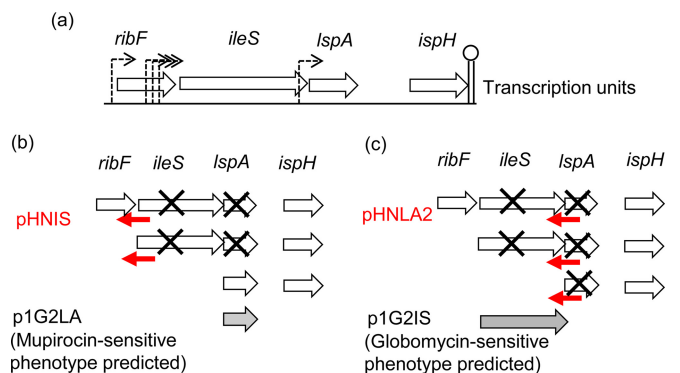 (a)
ribF ileS lspA ispH
Transcription units
(b)
ribF ileS lspA ispH
pHNIS
p1G2LA
(Mupirocin-sensitive
phenotype predicted)
(c)
ribF ileS lspA ispH
pHNLA2
p1G2IS
(Globomycin-sensitive
phenotype predicted)